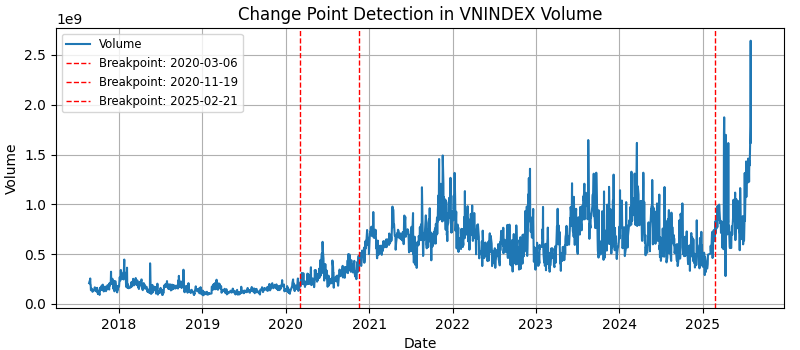 Change Point Detection in VNINDEX Volume
1e9
Volume
Breakpoint: 2020-03-06
Breakpoint: 2020-11-19
Breakpoint: 2025-02-21
2.5
2.0
1.5
1.0
0.5
0.0
Volume
2018 2019 2020 2021 2022 2023 2024 2025
Date